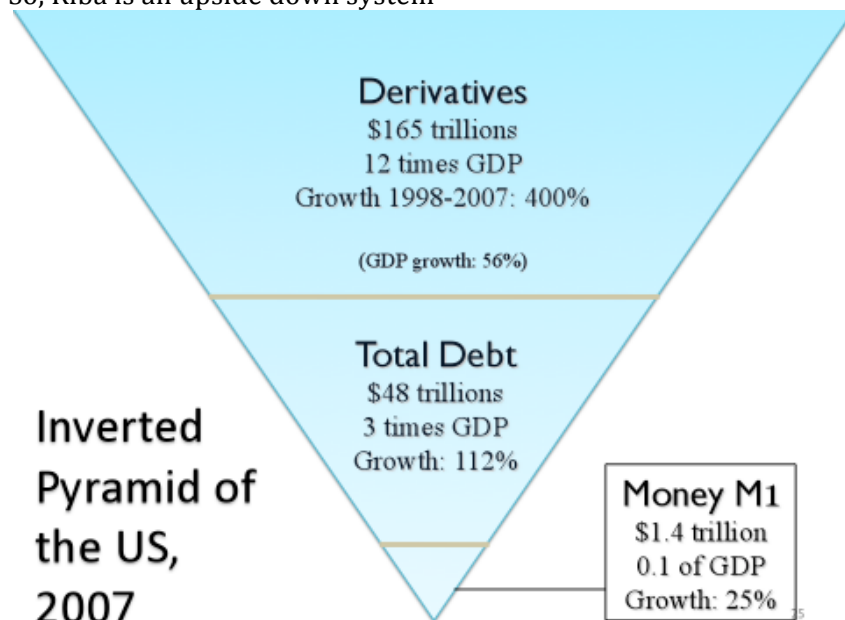 So, Riba is an upside down system
Derivatives
$165 trillions
12 times GDP
Growth 1998-2007: 400%
(GDP growth: 56%)
Total Debt
$48 trillions
3 times GDP
Growth: 112%
Inverted
Pyramid of
the US,
2007
Money M1
$1.4 trillion
0.1 of GDP
Growth: 25%
25